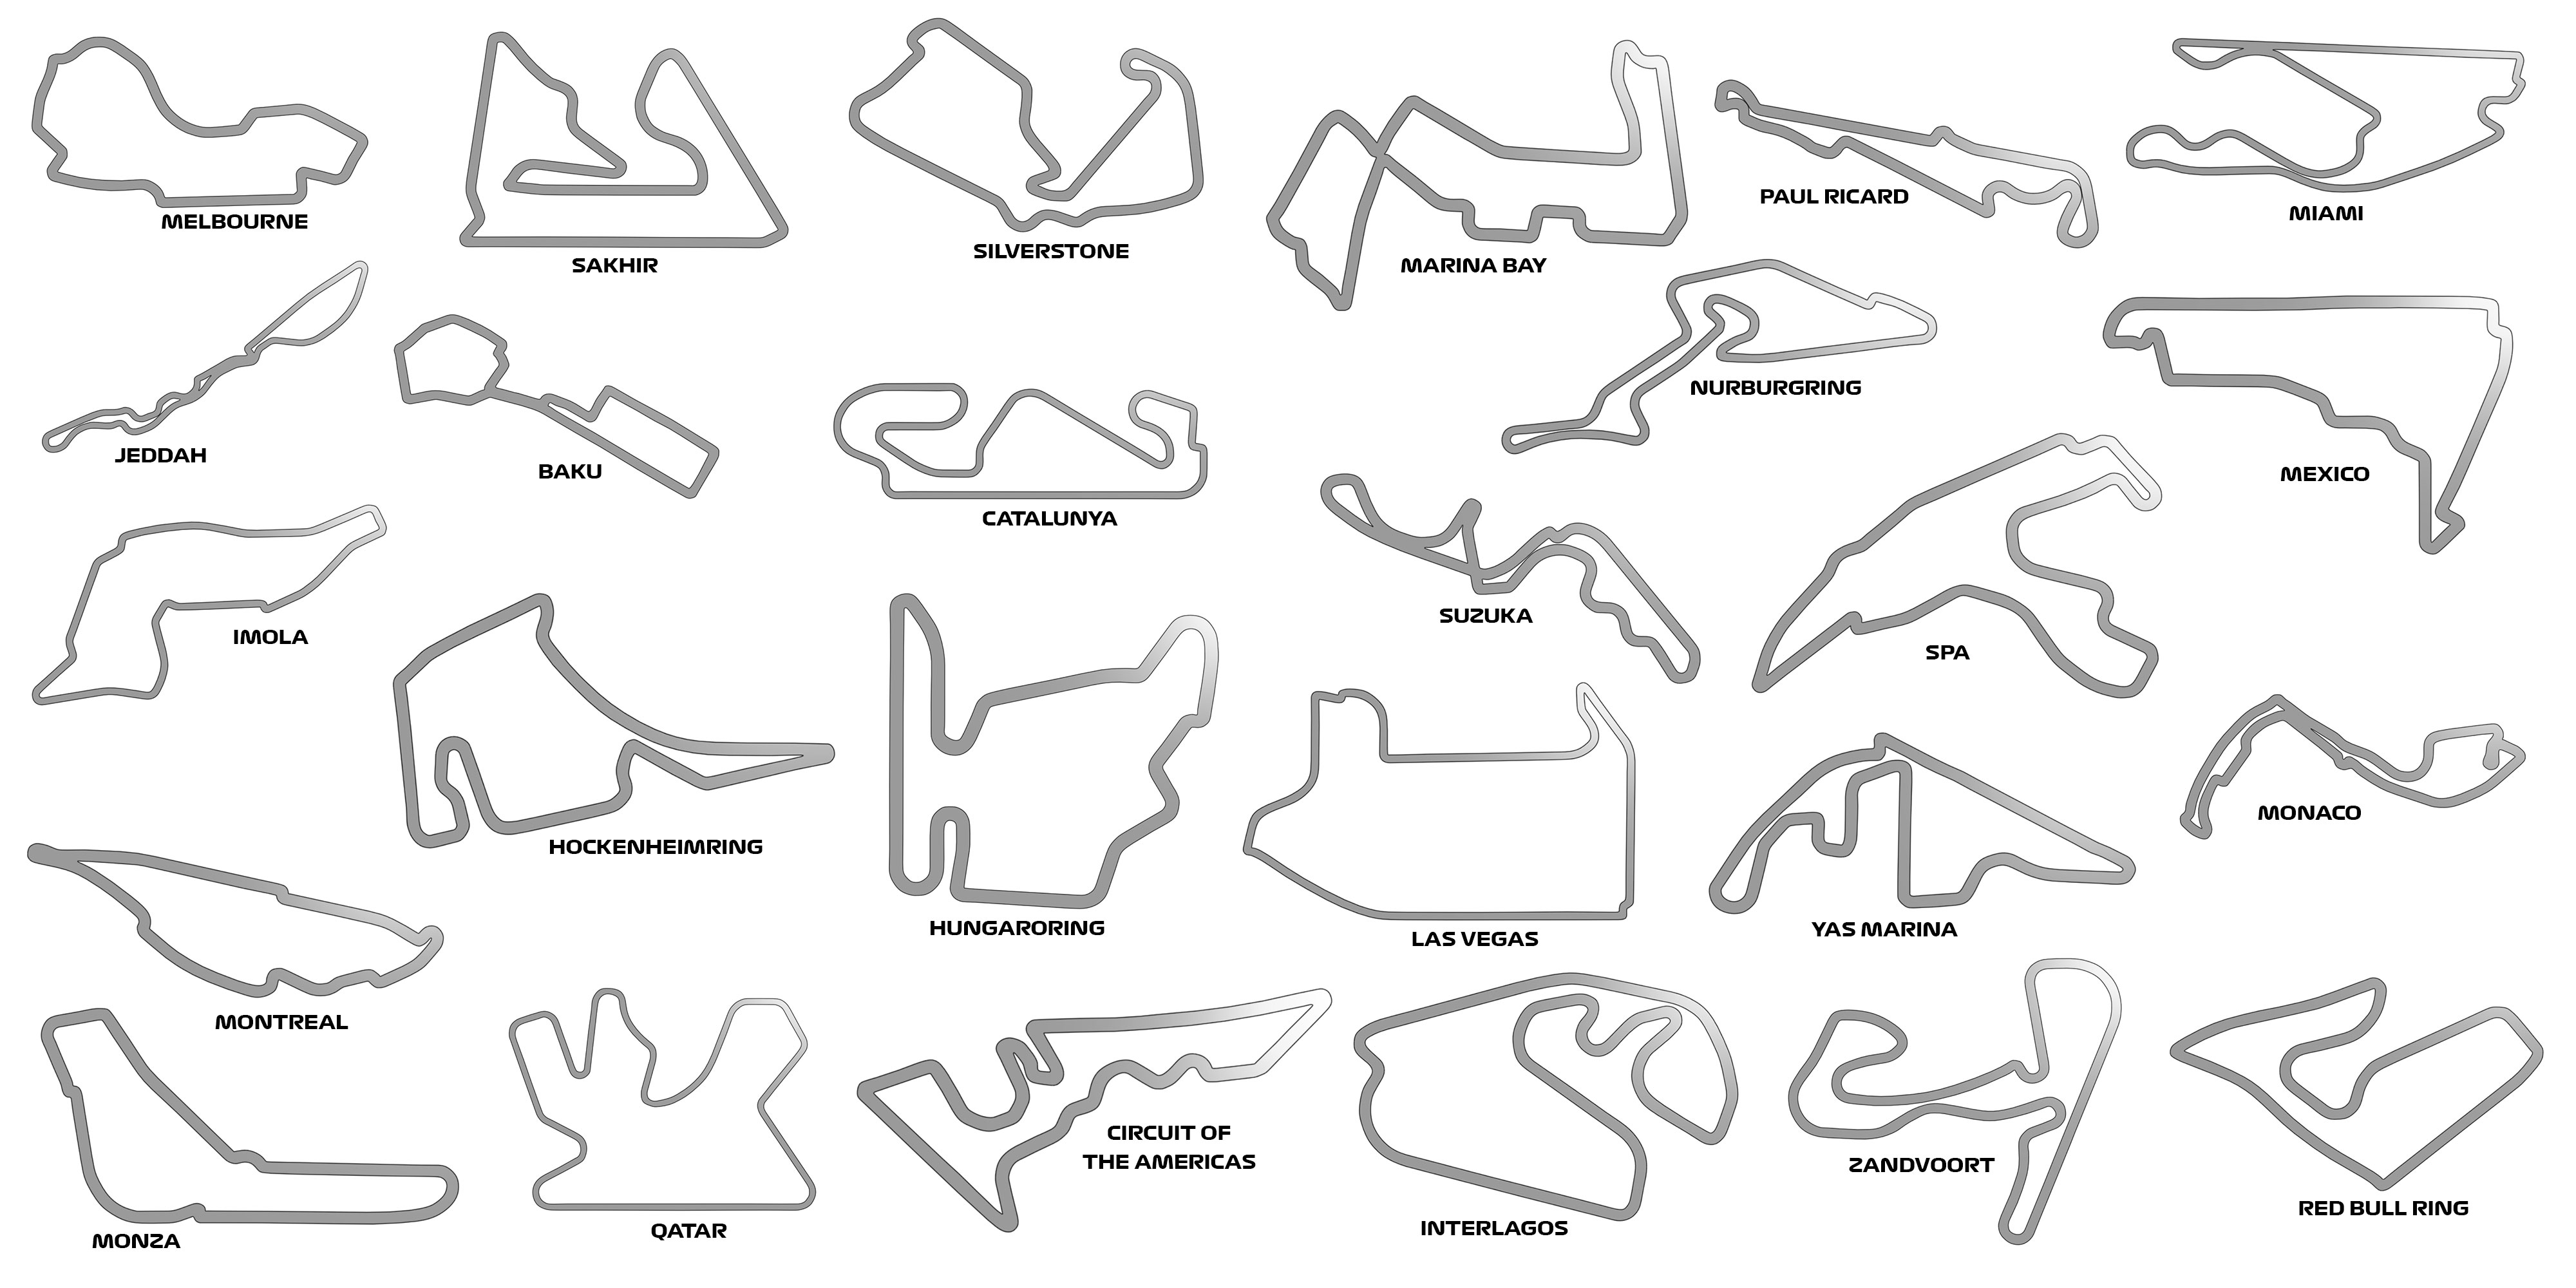 MELBOURNE
SAKHIR
SILVERSTONE
MARINA BAY
PAUL RICARD
MIAMI
JEDDAH
BAKU
CATALUNYA
NURBURGRING
MEXICO
IMOLA
SUZUKA
SPA
HOCKENHEIMRING
HUNGARORING
LAS VEGAS
YAS MARINA
MONACO
MONTREAL
MONZA
QATAR
CIRCUIT OF
THE AMERICAS
INTERLAGOS
ZANDVOORT
RED BULL RING